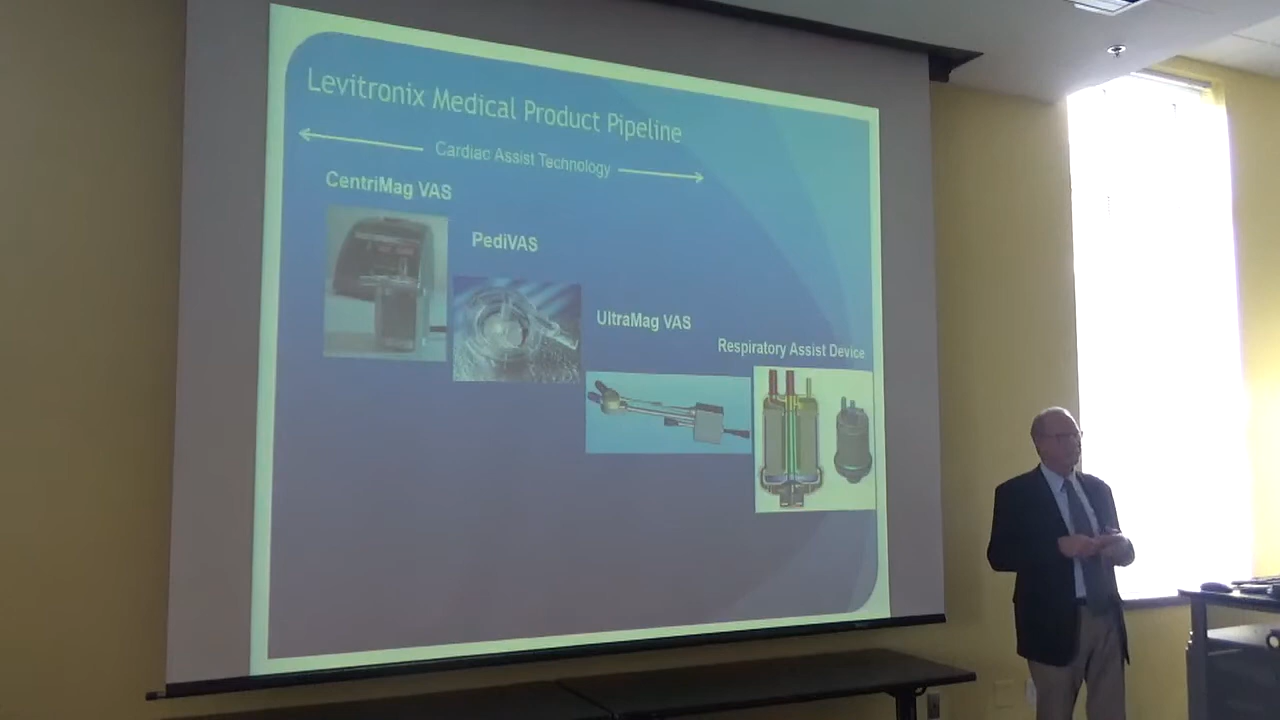 Levitronix Medical Product Pipeline
Cardiac Assist Technology
CentriMag VAS
PediVAS
UltraMag VAS
Respiratory Assist Device